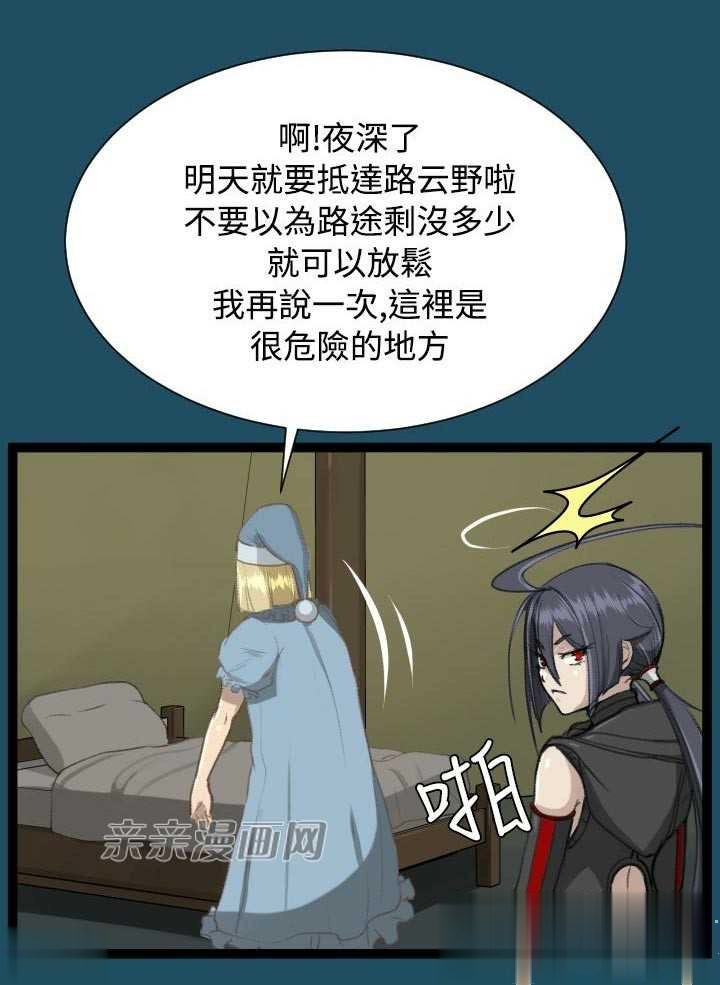 啊!夜深了
明天就要抵達路云野啦
不要以為路途剩沒多少
就可以放鬆
我再說一次,這裡是
很危險的地方
啪
亲亲漫画网